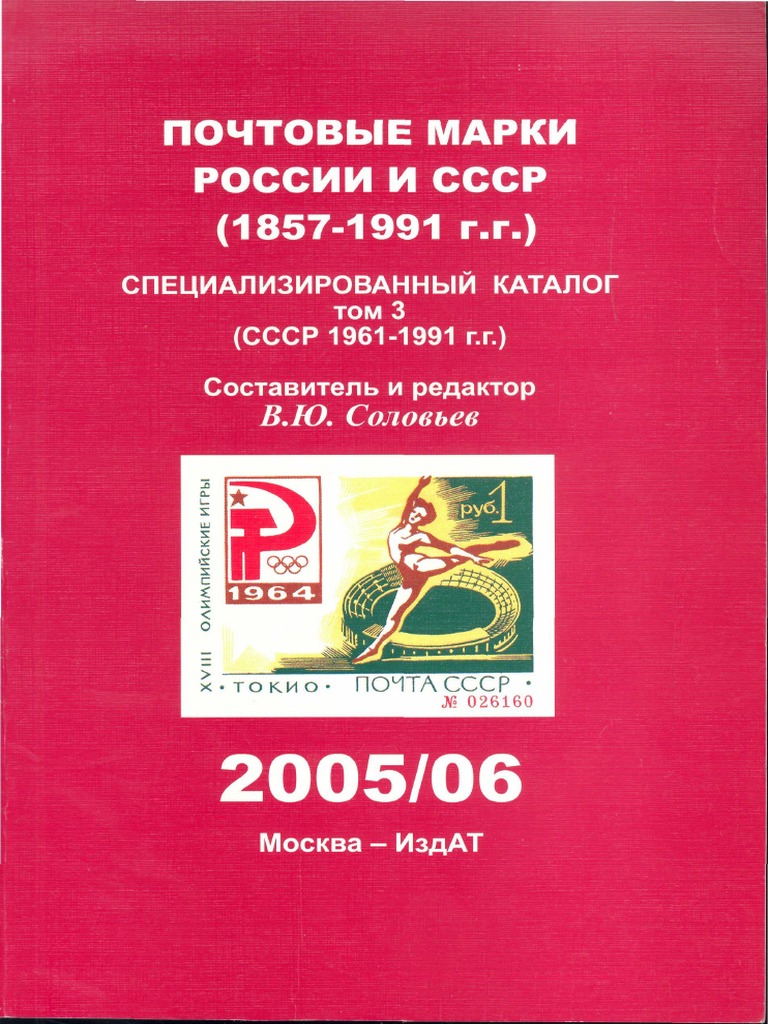 ПОЧТОВЫЕ МАРКИ
РОССИИ И СССР
(1857-1991 г.г.)
СПЕЦИАЛИЗИРОВАННЫЙ КАТАЛОГ
том 3
(СССР 1961-1991 г.г.)
Составитель и редактор
В.Ю. Соловьев
XVIII ОЛИМПИЙСКИЕ ИГРЫ
1964
руб. 1
• ТОКИО • ПОЧТА СССР •
№ 026160
2005/06
Москва – ИздАТ